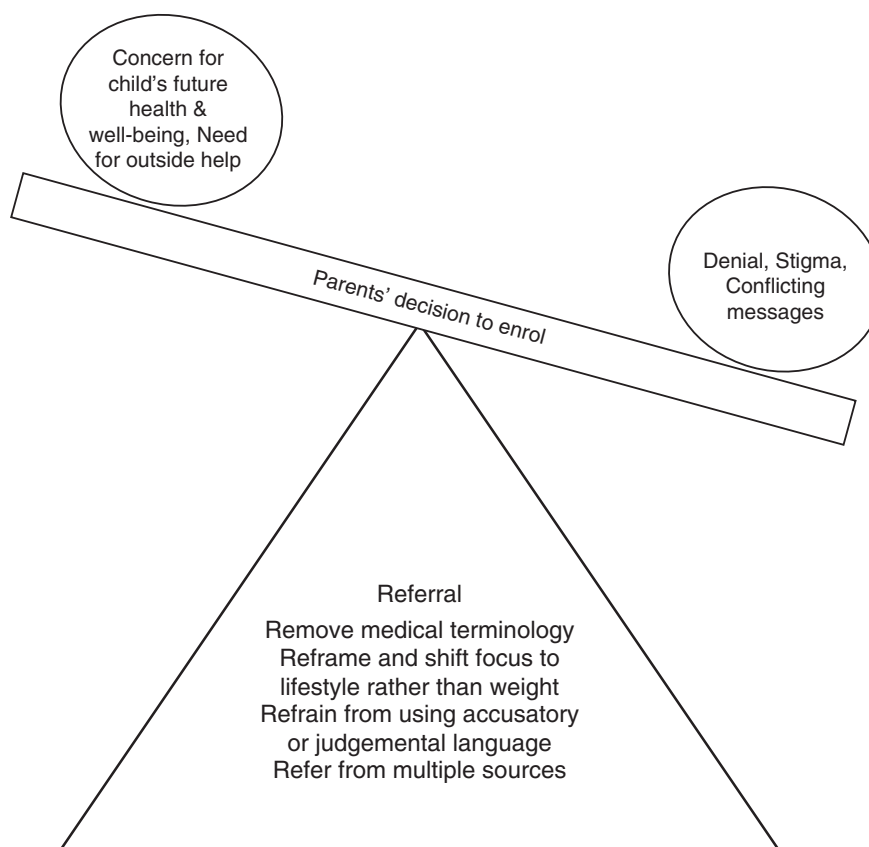 Concern for
child’s future
health &
well-being, Need
for outside help
Denial, Stigma,
Conflicting
messages
Parents’ decision to enrol
Referral
Remove medical terminology
Reframe and shift focus to
lifestyle rather than weight
Refrain from using accusatory
or judgemental language
Refer from multiple sources